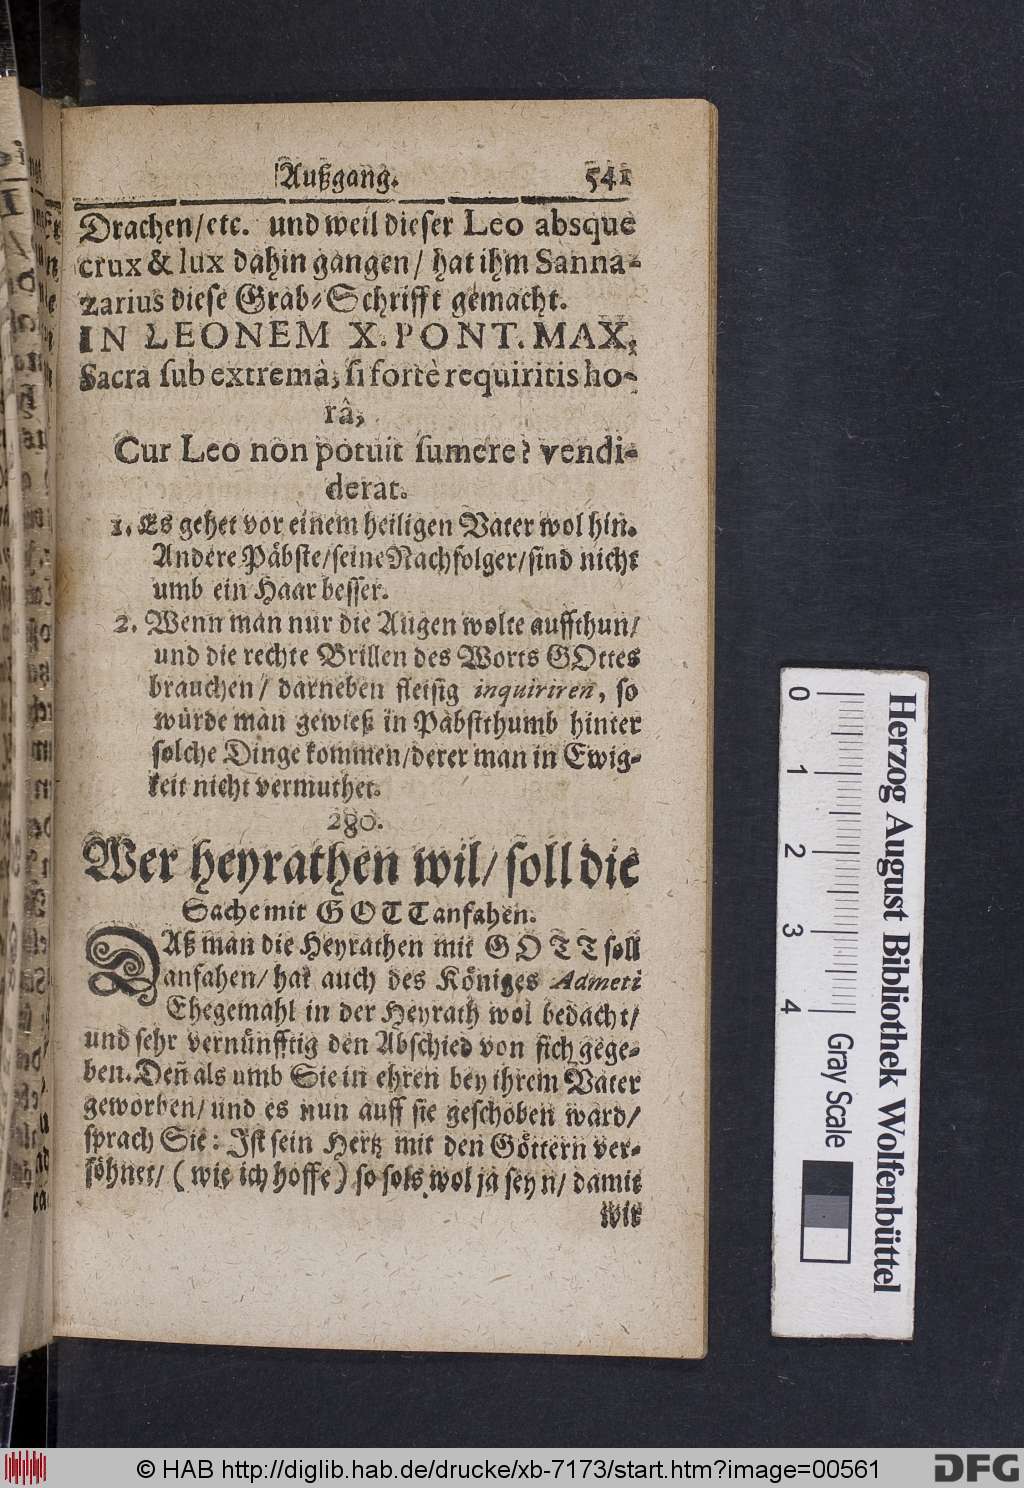 Außgang. 541
Drachen/etc. und weil dieser Leo absque
crux & lux dahin gangen/ hat ihm Sanna-
zarius diese Grab-Schrifft gemacht.
IN LEONEM X. PONT. MAX.
Sacra sub extremâ, si fortè requiritis ho-
râ,
Cur Leo non potuit sumere? vendi-
derat.
1. Es gehet vor einem heiligen Vater wol hin.
Andere Päbste/seine Nachfolger/sind nicht
umb ein Haar besser.
2. Wenn man nur die Augen wolte auffthun/
und die rechte Brillen des Worts GOttes
brauchen/ darneben fleisig inquiriren, so
würde man gewieß in Päbstthumb hinter
solche Dinge kommen/derer man in Ewig-
keit nicht vermuthet.
280.
Wer heyrathen wil/ soll die
Sache mit GOTT anfahen.
DAß man die Heyrathen mit GOTT soll
anfahen/ hat auch des Königes Admeti
Ehegemahl in der Heyrath wol bedacht/
und sehr vernünfftig den Abschied von sich gege-
ben. Deñ als umb Sie in ehren bey ihrem Vater
geworben/ und es nun auff sie geschoben ward/
sprach Sie: Ist sein Hertz mit den Göttern ver-
söhnet/ (wie ich hoffe) so sols wol ja seyn/ damit
wir
Herzog August Bibliothek Wolfenbüttel
0 1 2 3 4 Gray Scale
© HAB http://diglib.hab.de/drucke/xb-7173/start.htm?image=00561
DFG